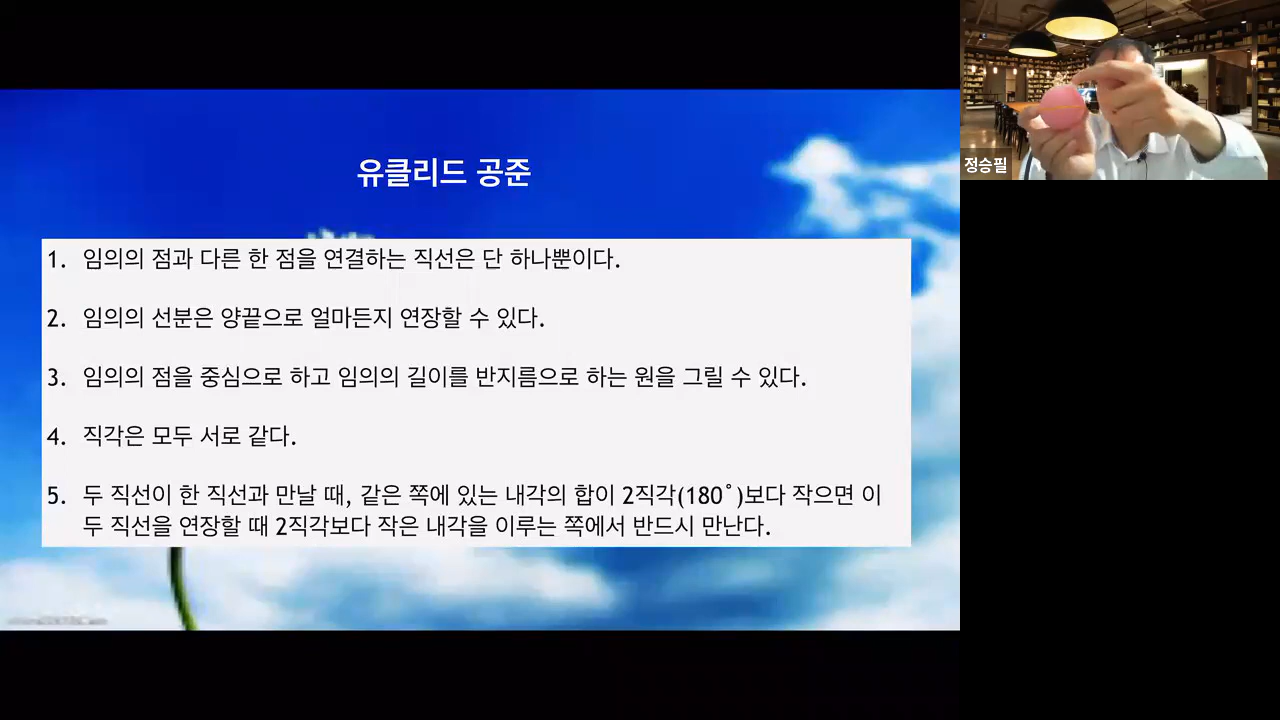 유클리드 공준
1. 임의의 점과 다른 한 점을 연결하는 직선은 단 하나뿐이다.
2. 임의의 선분은 양끝으로 얼마든지 연장할 수 있다.
3. 임의의 점을 중심으로 하고 임의의 길이를 반지름으로 하는 원을 그릴 수 있다.
4. 직각은 모두 서로 같다.
5. 두 직선이 한 직선과 만날 때, 같은 쪽에 있는 내각의 합이 2직각(180˚)보다 작으면 이
두 직선을 연장할 때 2직각보다 작은 내각을 이루는 쪽에서 반드시 만난다.
정승필